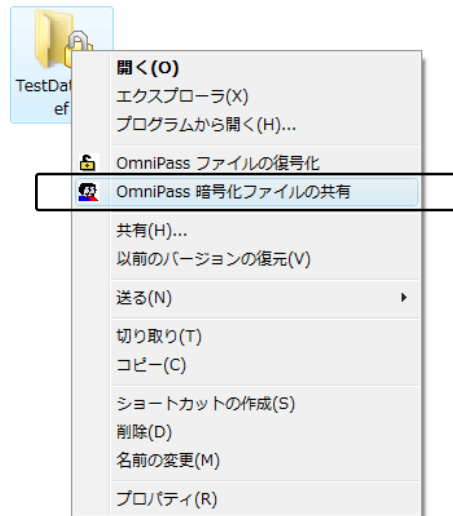 TestDat
ef
開く(O)
エクスプローラ(X)
プログラムから開く(H)...
OmniPass ファイルの復号化
OmniPass 暗号化ファイルの共有
共有(H)...
以前のバージョンの復元(V)
送る(N)
切り取り(T)
コピー(C)
ショートカットの作成(S)
削除(D)
名前の変更(M)
プロパティ(R)